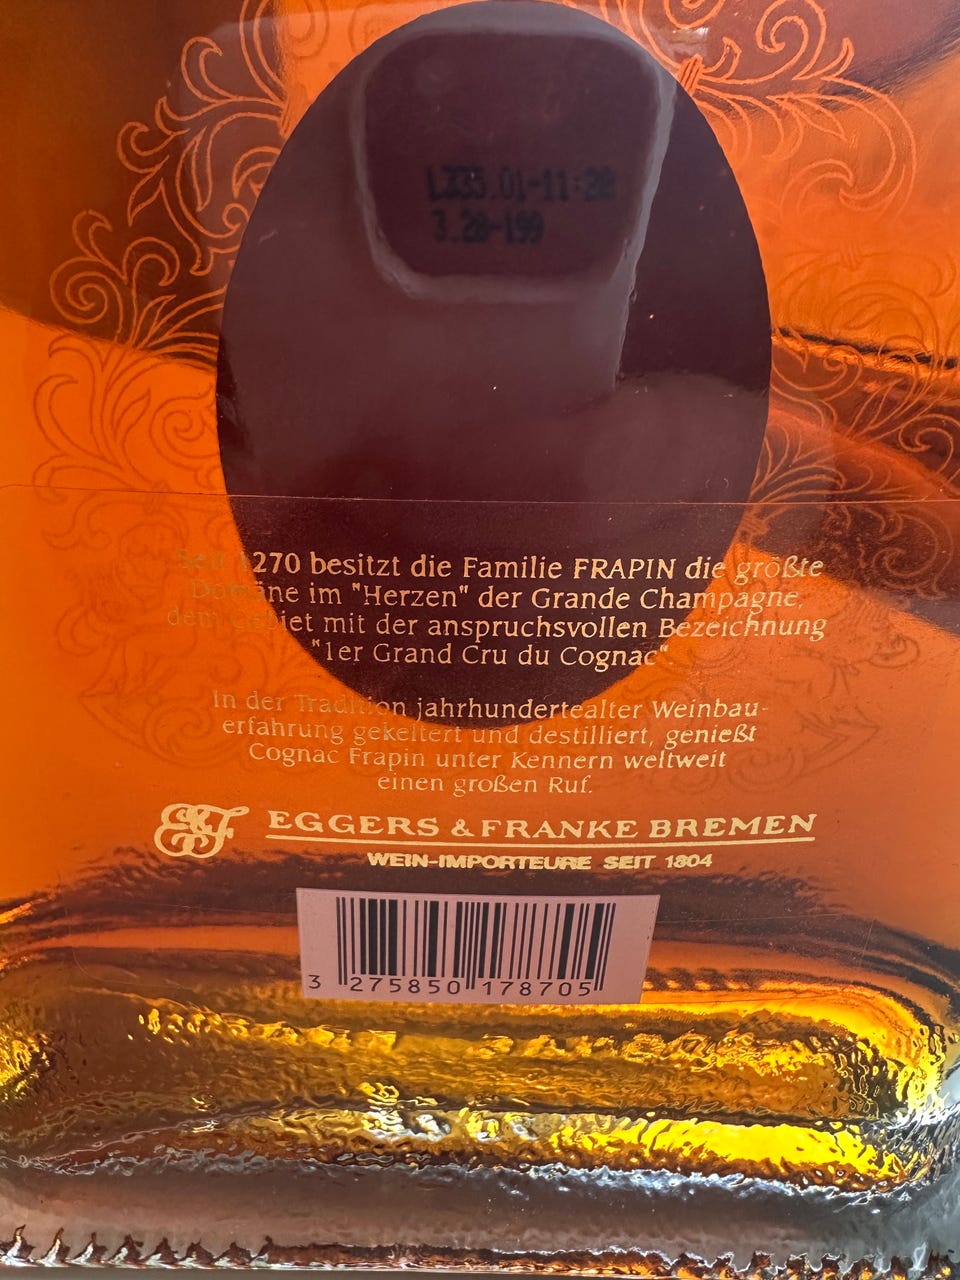 L335.01-11:20
3.20-199
Seit 1270 besitzt die Familie FRAPIN die größte
Domäne im "Herzen" der Grande Champagne,
dem Gebiet mit der anspruchsvollen Bezeichnung
"1er Grand Cru du Cognac".
In der Tradition jahrhundertealter Weinbau-
erfahrung gekeltert und destilliert, genießt
Cognac Frapin unter Kennern weltweit
einen großen Ruf.
E&F EGGERS & FRANKE BREMEN
WEIN-IMPORTEURE SEIT 1804
3 275850 178705